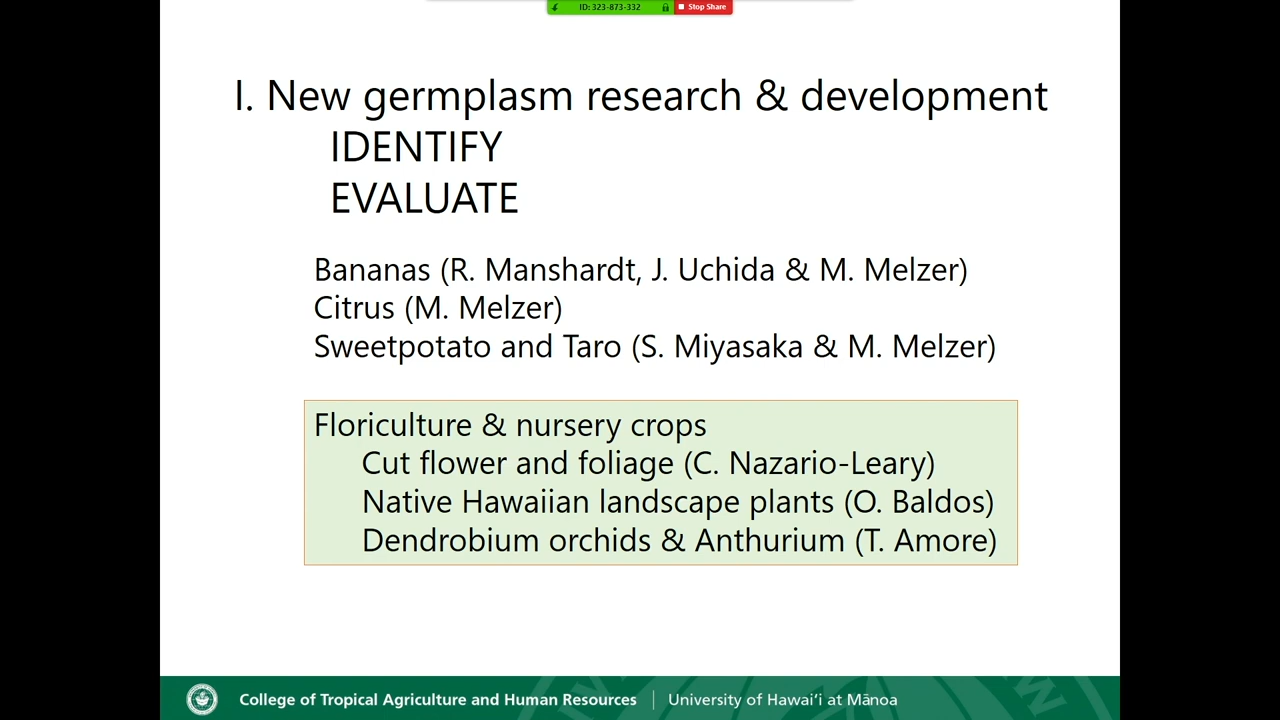 ID: 323-873-332 Stop Share
I. New germplasm research & development
IDENTIFY
EVALUATE
Bananas (R. Manshardt, J. Uchida & M. Melzer)
Citrus (M. Melzer)
Sweetpotato and Taro (S. Miyasaka & M. Melzer)
Floriculture & nursery crops
Cut flower and foliage (C. Nazario-Leary)
Native Hawaiian landscape plants (O. Baldos)
Dendrobium orchids & Anthurium (T. Amore)
College of Tropical Agriculture and Human Resources | University of Hawaiʻi at Mānoa